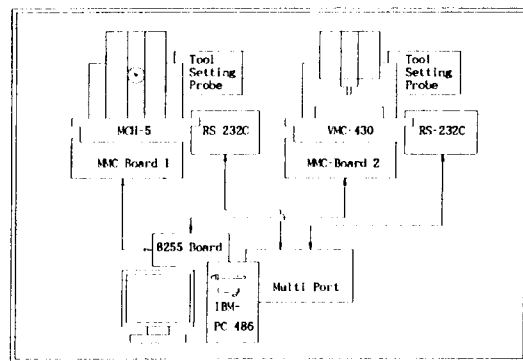 Tool
Setting
Probe
Tool
Setting
Probe
MCH-5
RS 232C
VMC-430
RS-232C
MMC Board 1
MMC-Board 2
8255 Board
Multi Port
IBM-
PC 486